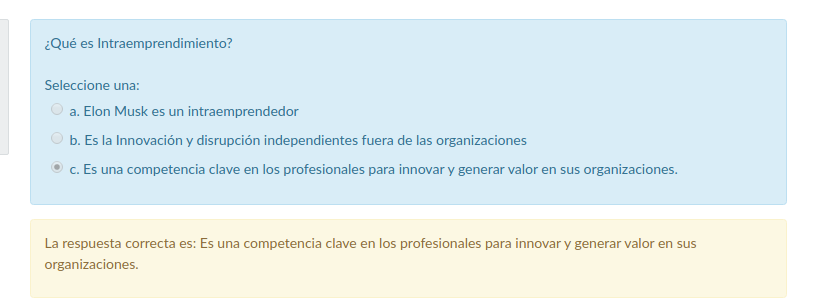 ¿Qué es Intraemprendimiento?
Seleccione una:
a. Elon Musk es un intraemprendedor
b. Es la Innovación y disrupción independientes fuera de las organizaciones
c. Es una competencia clave en los profesionales para innovar y generar valor en sus organizaciones.
La respuesta correcta es: Es una competencia clave en los profesionales para innovar y generar valor en sus
organizaciones.